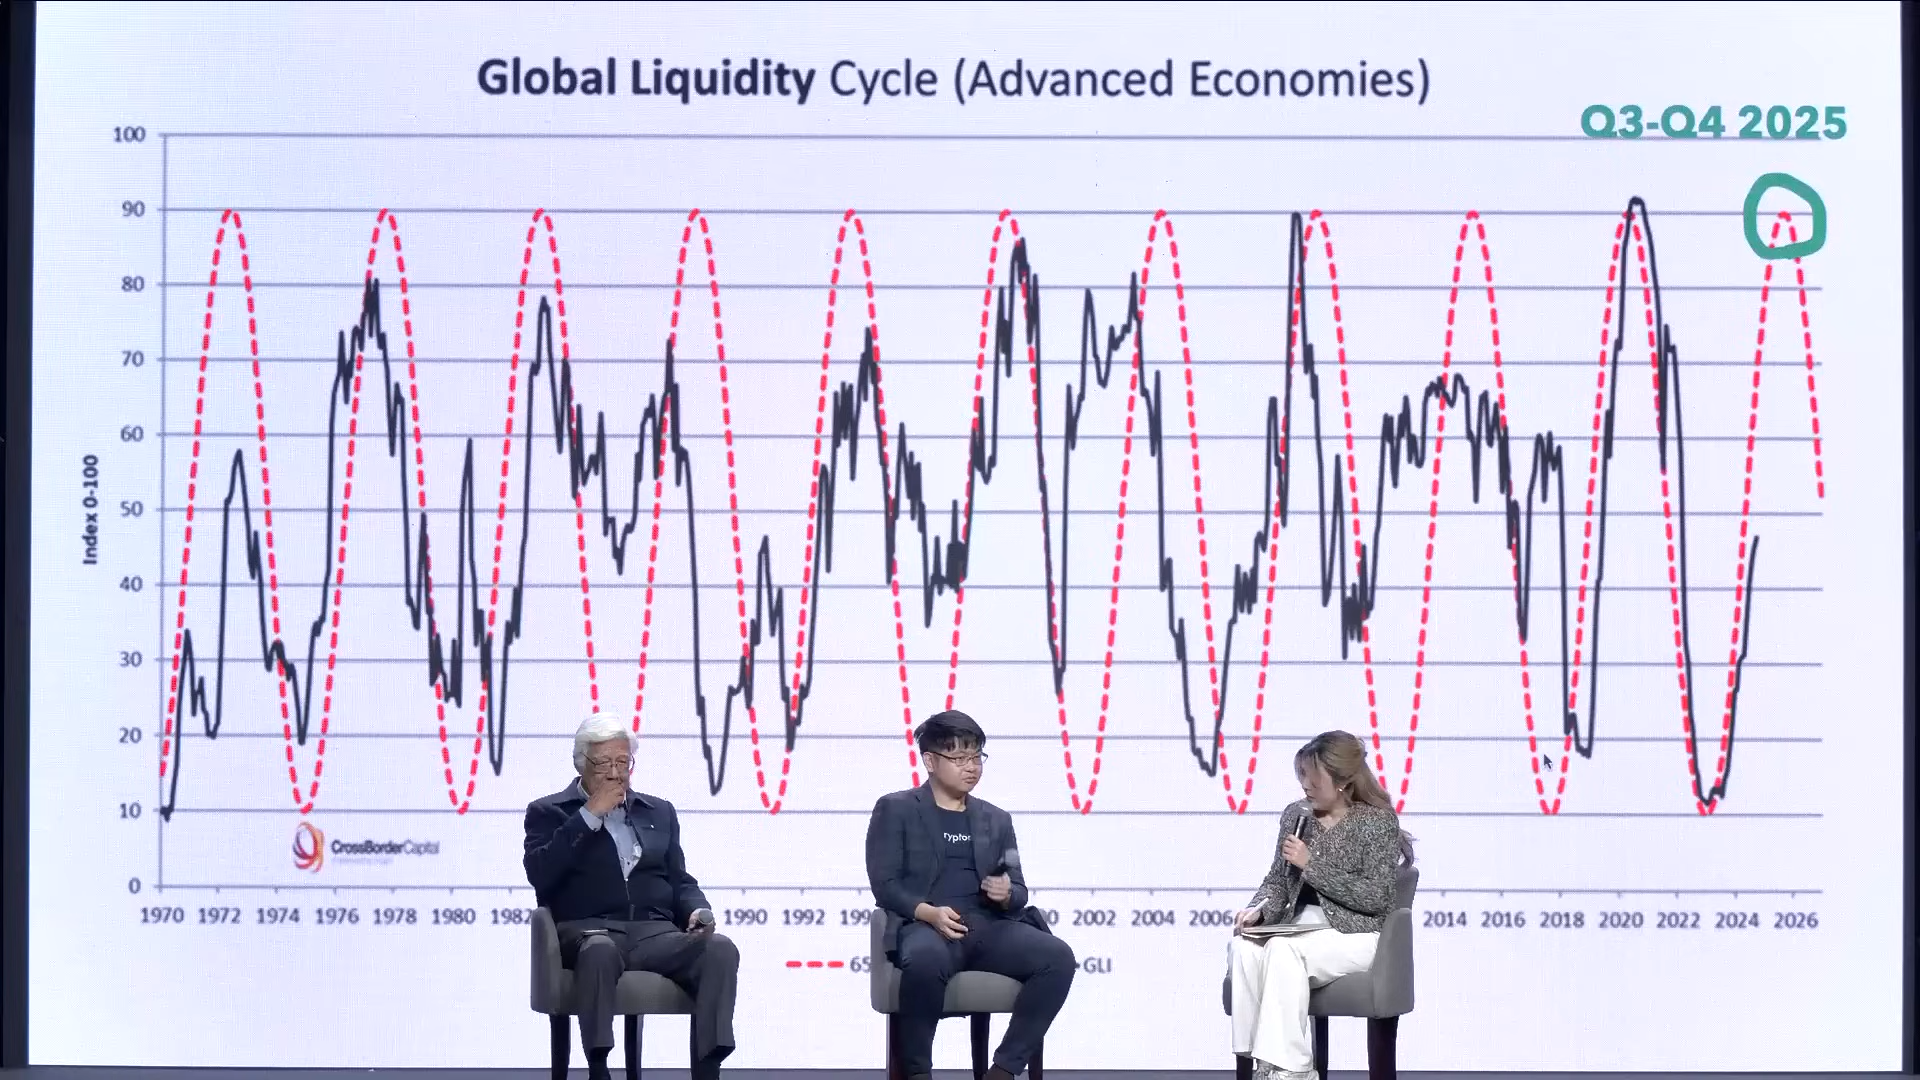 Global Liquidity Cycle (Advanced Economies)
Q3-Q4 2025
100
90
80
70
60
50
40
30
20
10
0
Index 0-100
CrossBorderCapital
1970 1972 1974 1976 1978 1980 1982 1990 1992 2002 2004 2006 2014 2016 2018 2020 2022 2024 2026
GLI